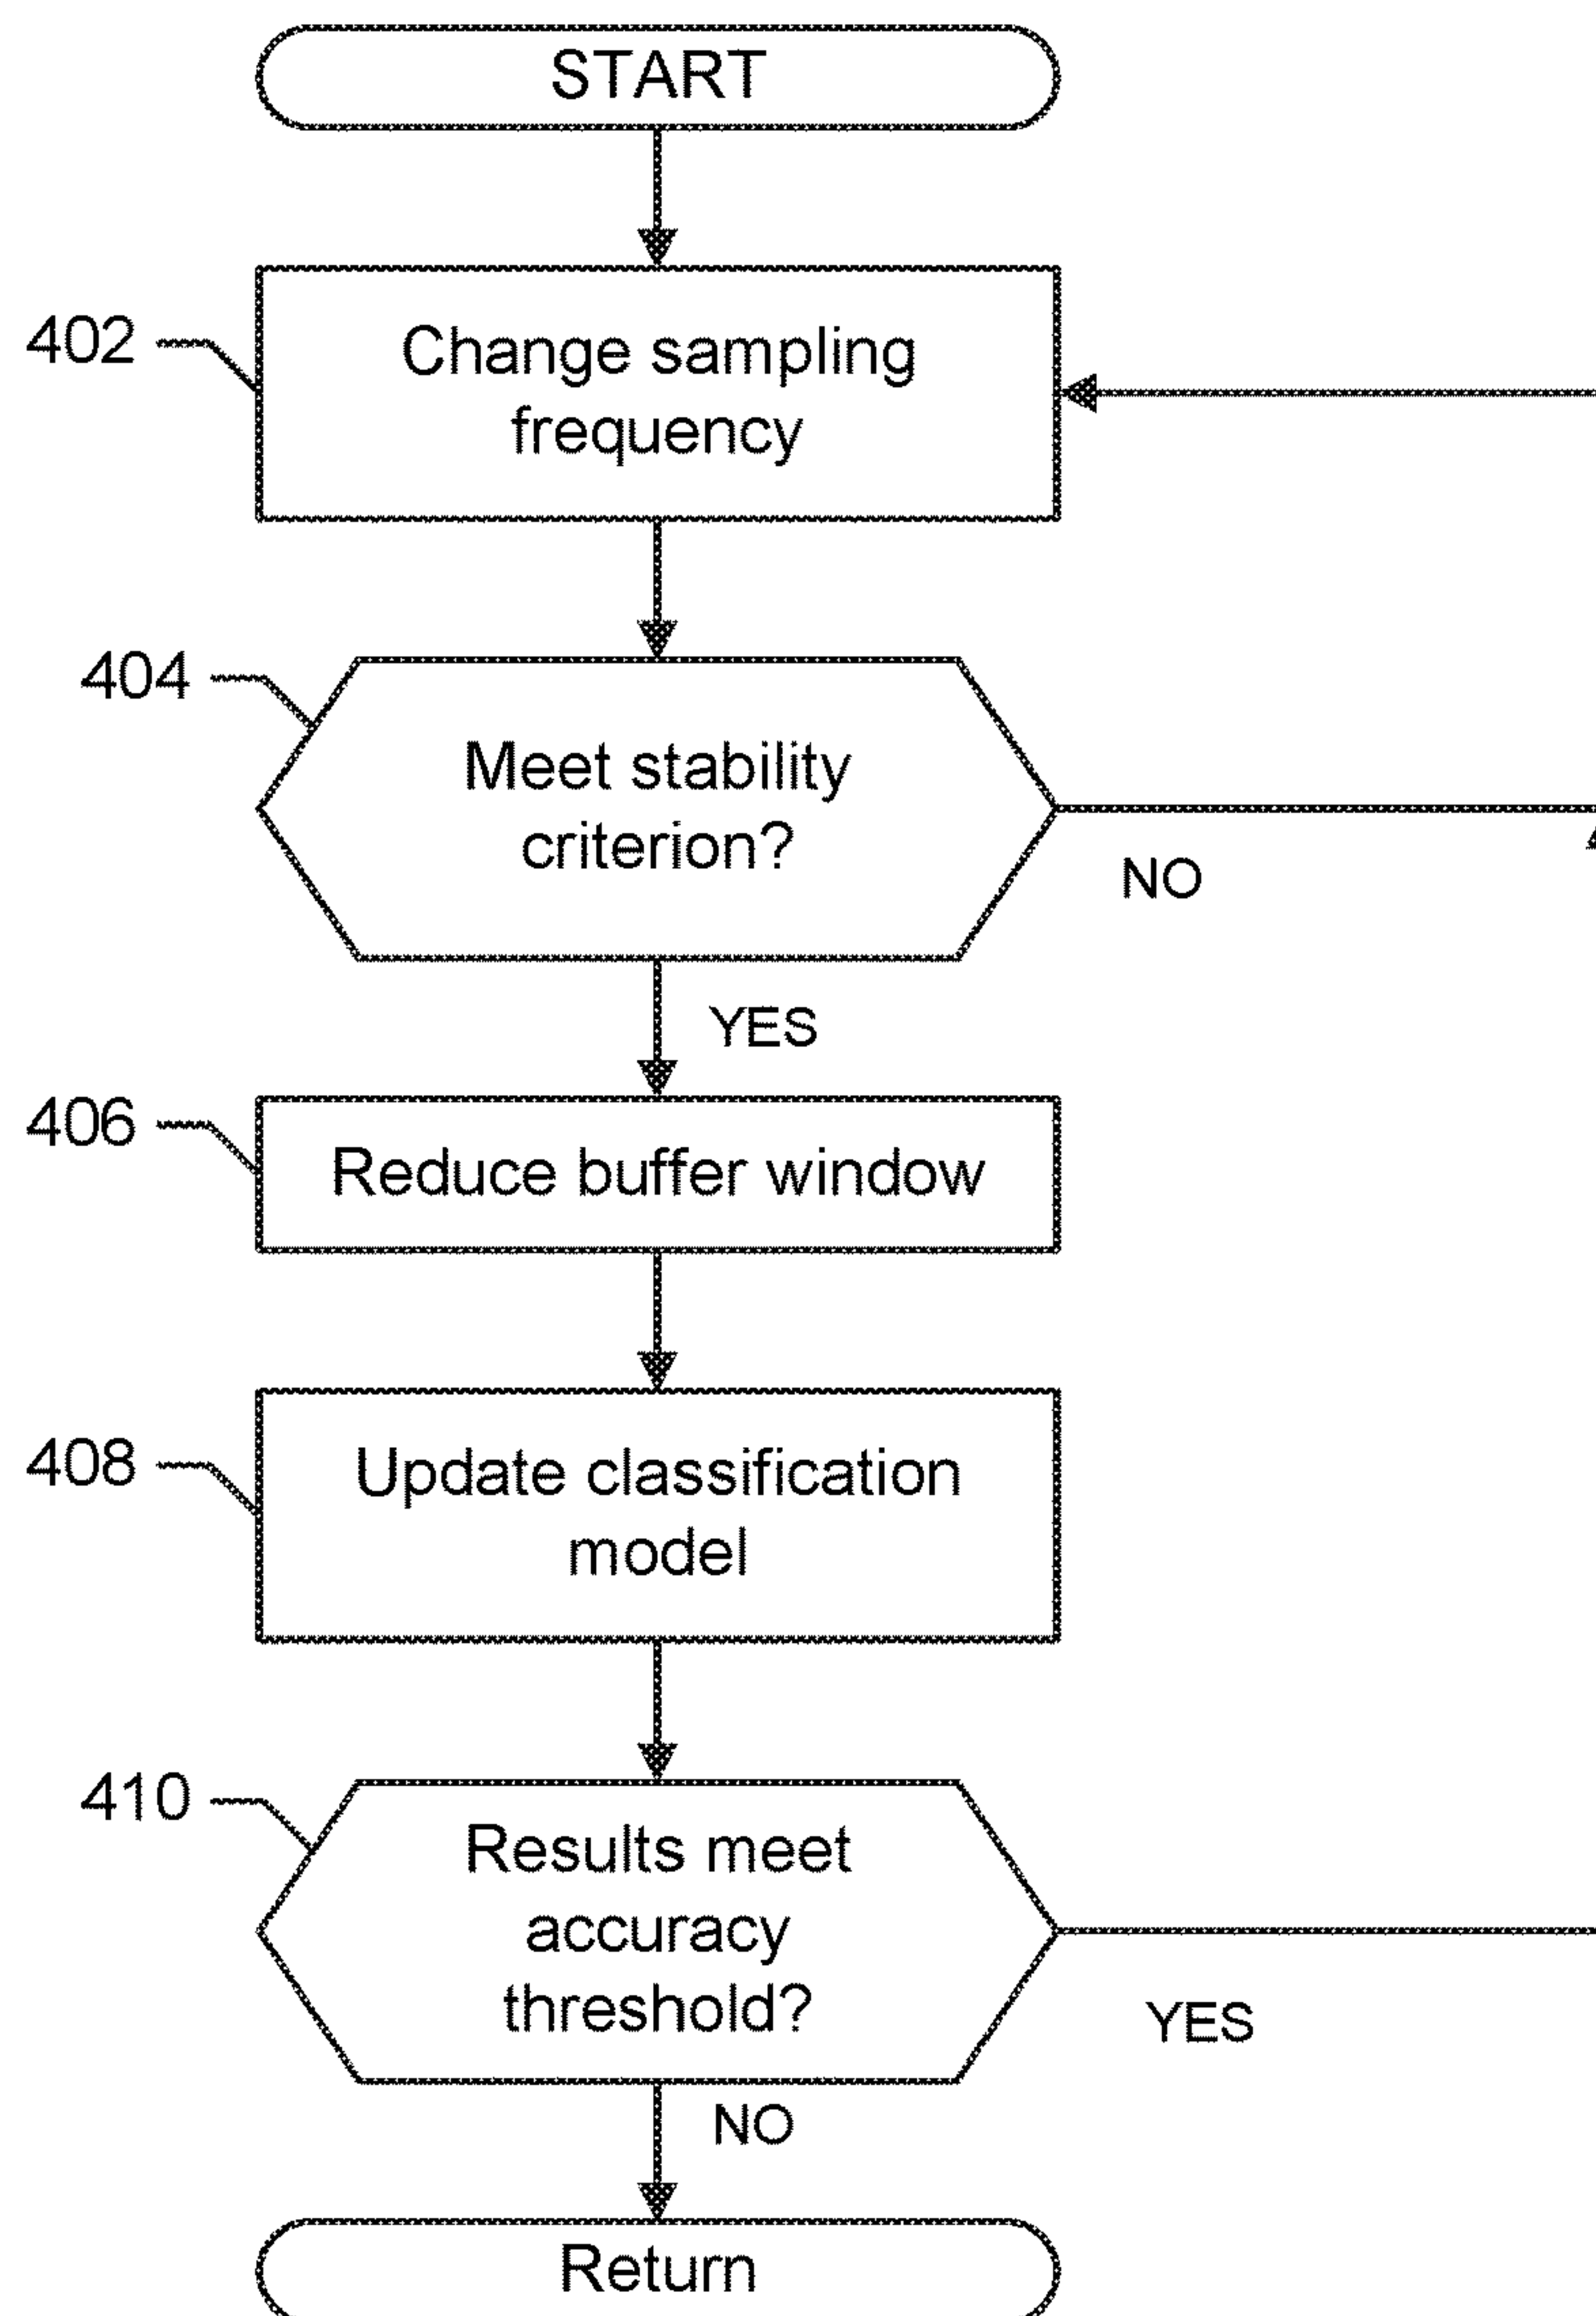 START
402
Change sampling
frequency
404
Meet stability
criterion?
NO
YES
406
Reduce buffer window
408
Update classification
model
410
Results meet
accuracy
threshold?
YES
NO
Return